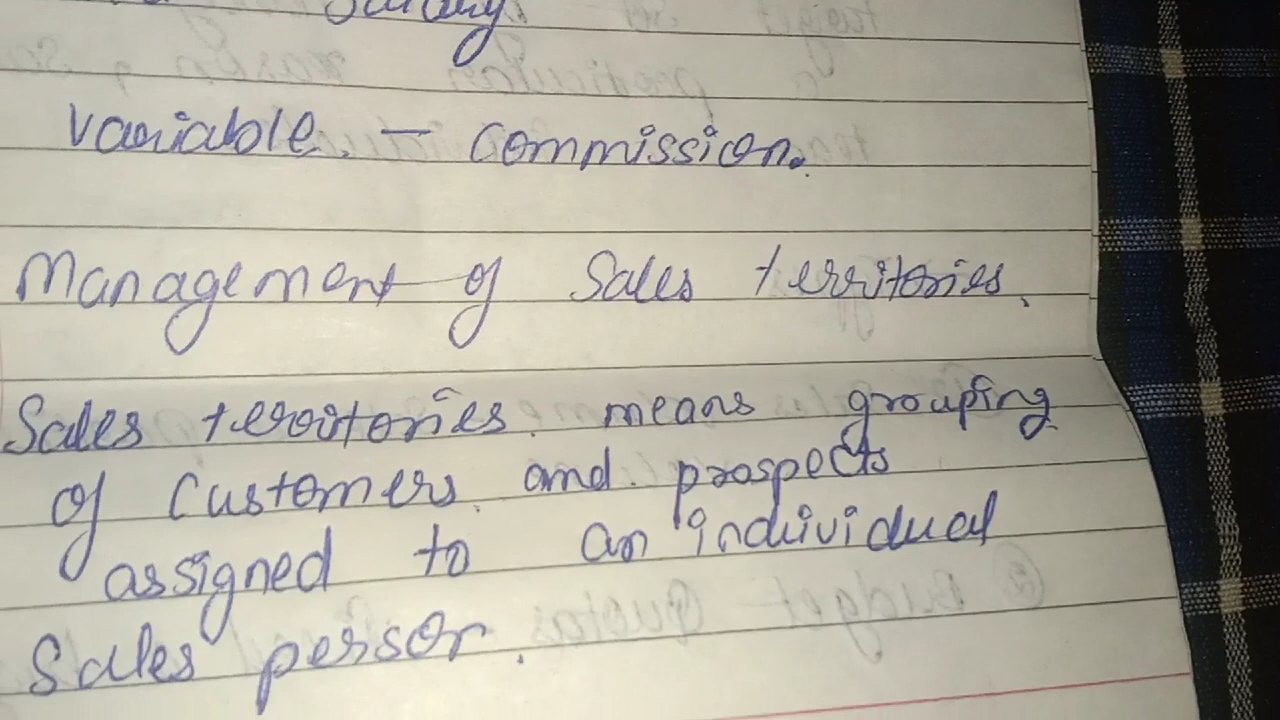 Salary
variable. - Commission.
Management of Sales territories.
Sales territories. means grouping
of Customers. and. prospects
assigned to an individual
Sales person.